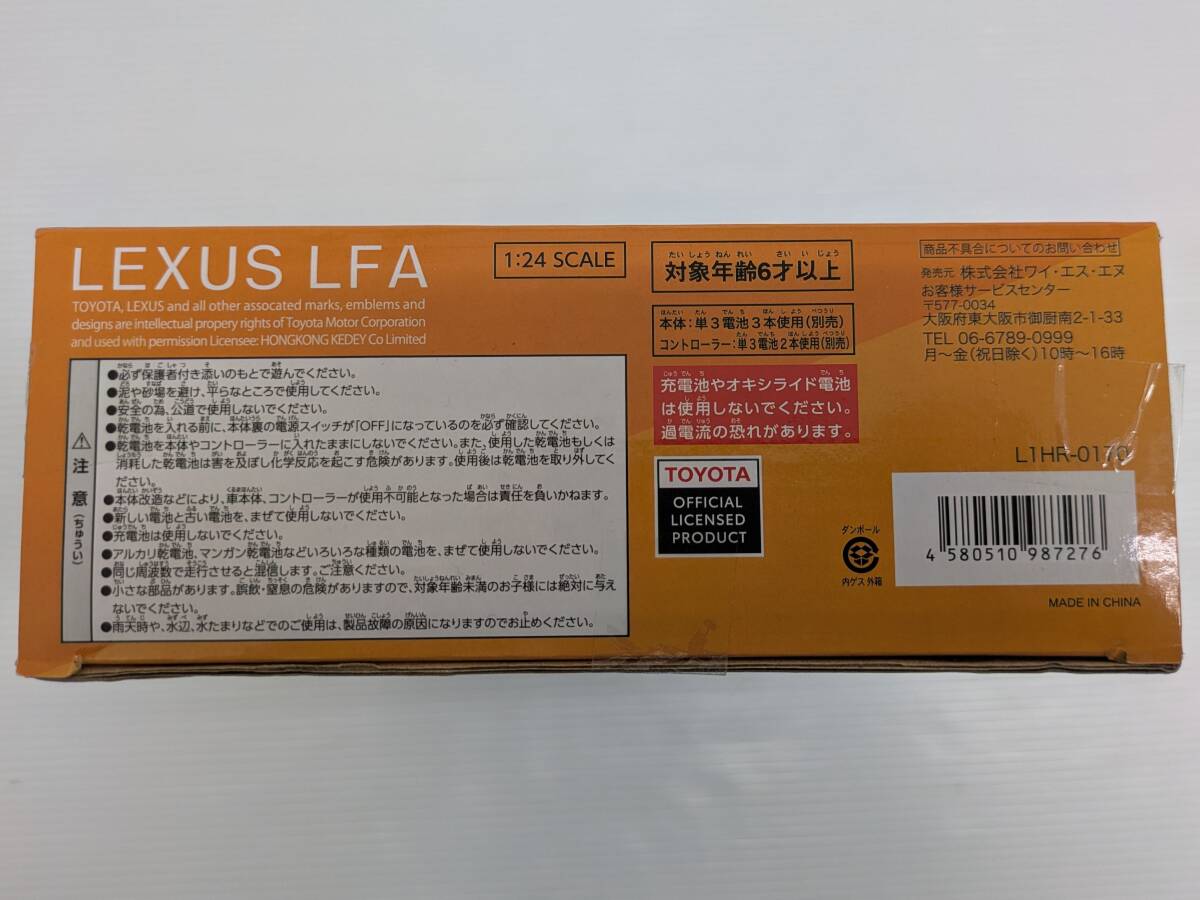 LEXUS LFA
1:24 SCALE
TOYOTA, LEXUS and all other assocated marks, emblems and
designs are intellectual propery rights of Toyota Motor Corporation
and used with permission Licensee: HONGKONG KEDEY Co Limited
注意(ちゅうい)
●必ず保護者付き添いのもとで遊んでください。
●泥や砂場を避け、平らなところで使用してください。
●安全の為、公道で使用しないでください。
●乾電池を入れる前に、本体裏の電源スイッチが「OFF」になっているのを必ず確認してください。
●乾電池を本体やコントローラーに入れたままにしないでください。また、使用した乾電池もしくは
消耗した乾電池は害を及ぼし化学反応を起こす危険があります。使用後は乾電池を取り外してく
ださい。
●本体改造などにより、車本体、コントローラーが使用不可能となった場合は責任を負いかねます。
●新しい電池と古い電池を、まぜて使用しないでください。
●充電池は使用しないでください。
●アルカリ乾電池、マンガン乾電池などいろいろな種類の電池を、まぜて使用しないでください。
●同じ周波数で走行させると混信します。ご注意ください。
●小さな部品があります。誤飲・窒息の危険がありますので、対象年齢未満のお子様には絶対に与え
ないでください。
●雨天時や、水辺、水たまりなどでのご使用は、製品故障の原因になりますのでお止めください。
たいしょうねんれい さい いじょう
対象年齢6才以上
本体:単3電池3本使用(別売)
コントローラー:単3電池2本使用(別売)
充電池やオキシライド電池
は使用しないでください。
過電流の恐れがあります。
TOYOTA
OFFICIAL
LICENSED
PRODUCT
商品不具合についてのお問い合わせ
発売元 株式会社ワイ・エス・エヌ
お客様サービスセンター
〒577-0034
大阪府東大阪市御厨南2-1-33
TEL 06-6789-0999
月〜金(祝日除く)10時〜16時
L1HR-0170
ダンボール
内ゲス 外箱
4 580510 987276
MADE IN CHINA